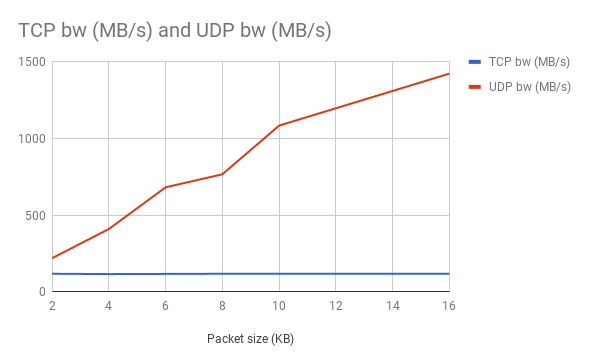 TCP bw (MB/s) and UDP bw (MB/s)
1500
1000
500
0
2 4 6 8 10 12 14 16
Packet size (KB)
TCP bw (MB/s)
UDP bw (MB/s)